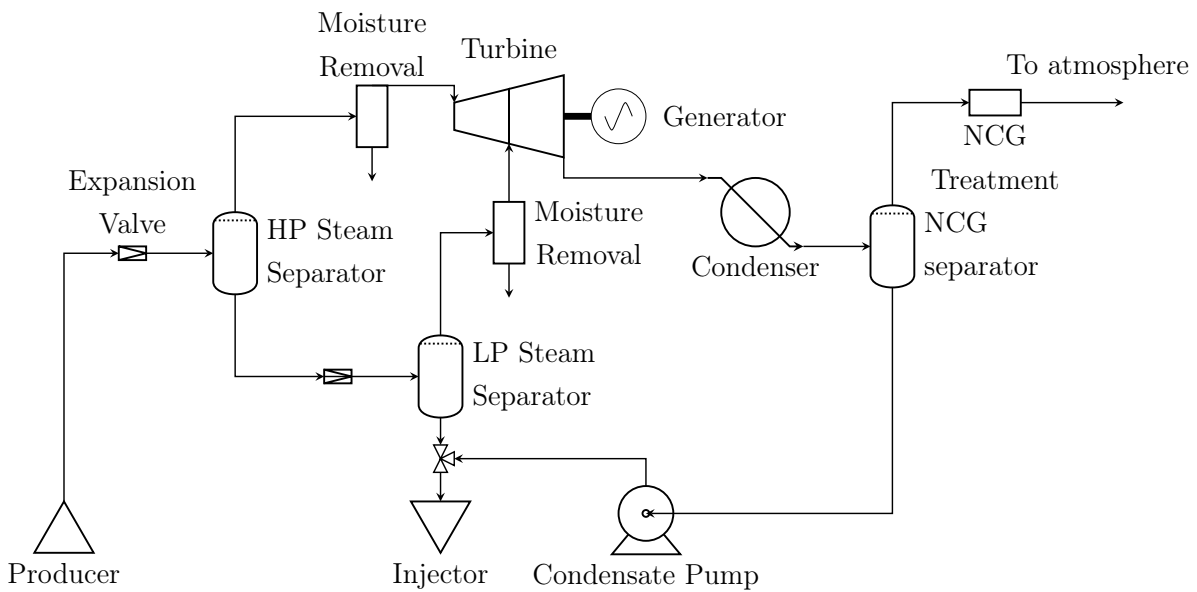 Moisture
Removal
Turbine
To atmosphere
Generator
NCG
Treatment
Expansion
Valve
HP Steam
Separator
Moisture
Removal
Condenser
NCG
separator
LP Steam
Separator
Producer
Injector
Condensate Pump